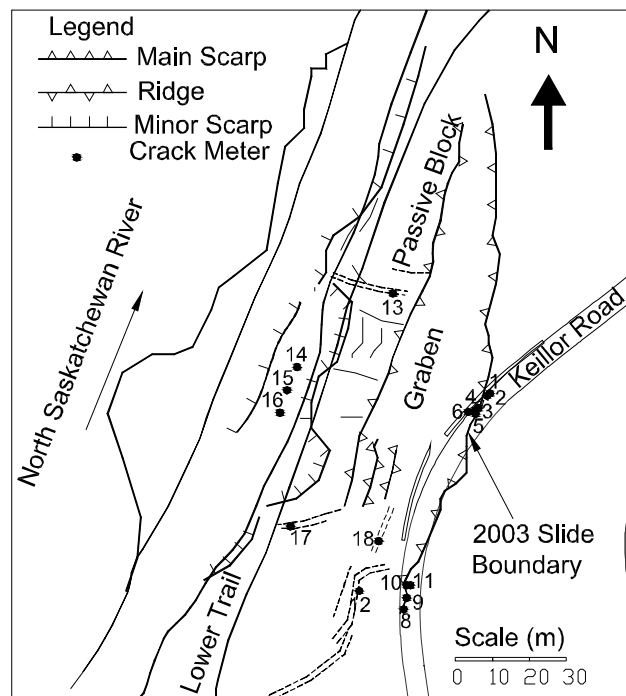 Legend
Main Scarp
Ridge
Minor Scarp
Crack Meter
N
North Saskatchewan River
Passive Block
13
Graben
Keillor Road
14
15
16
1
2
4
3
6
5
17
18
2003 Slide
Boundary
10
11
2
9
8
Lower Trail
Scale (m)
0 10 20 30